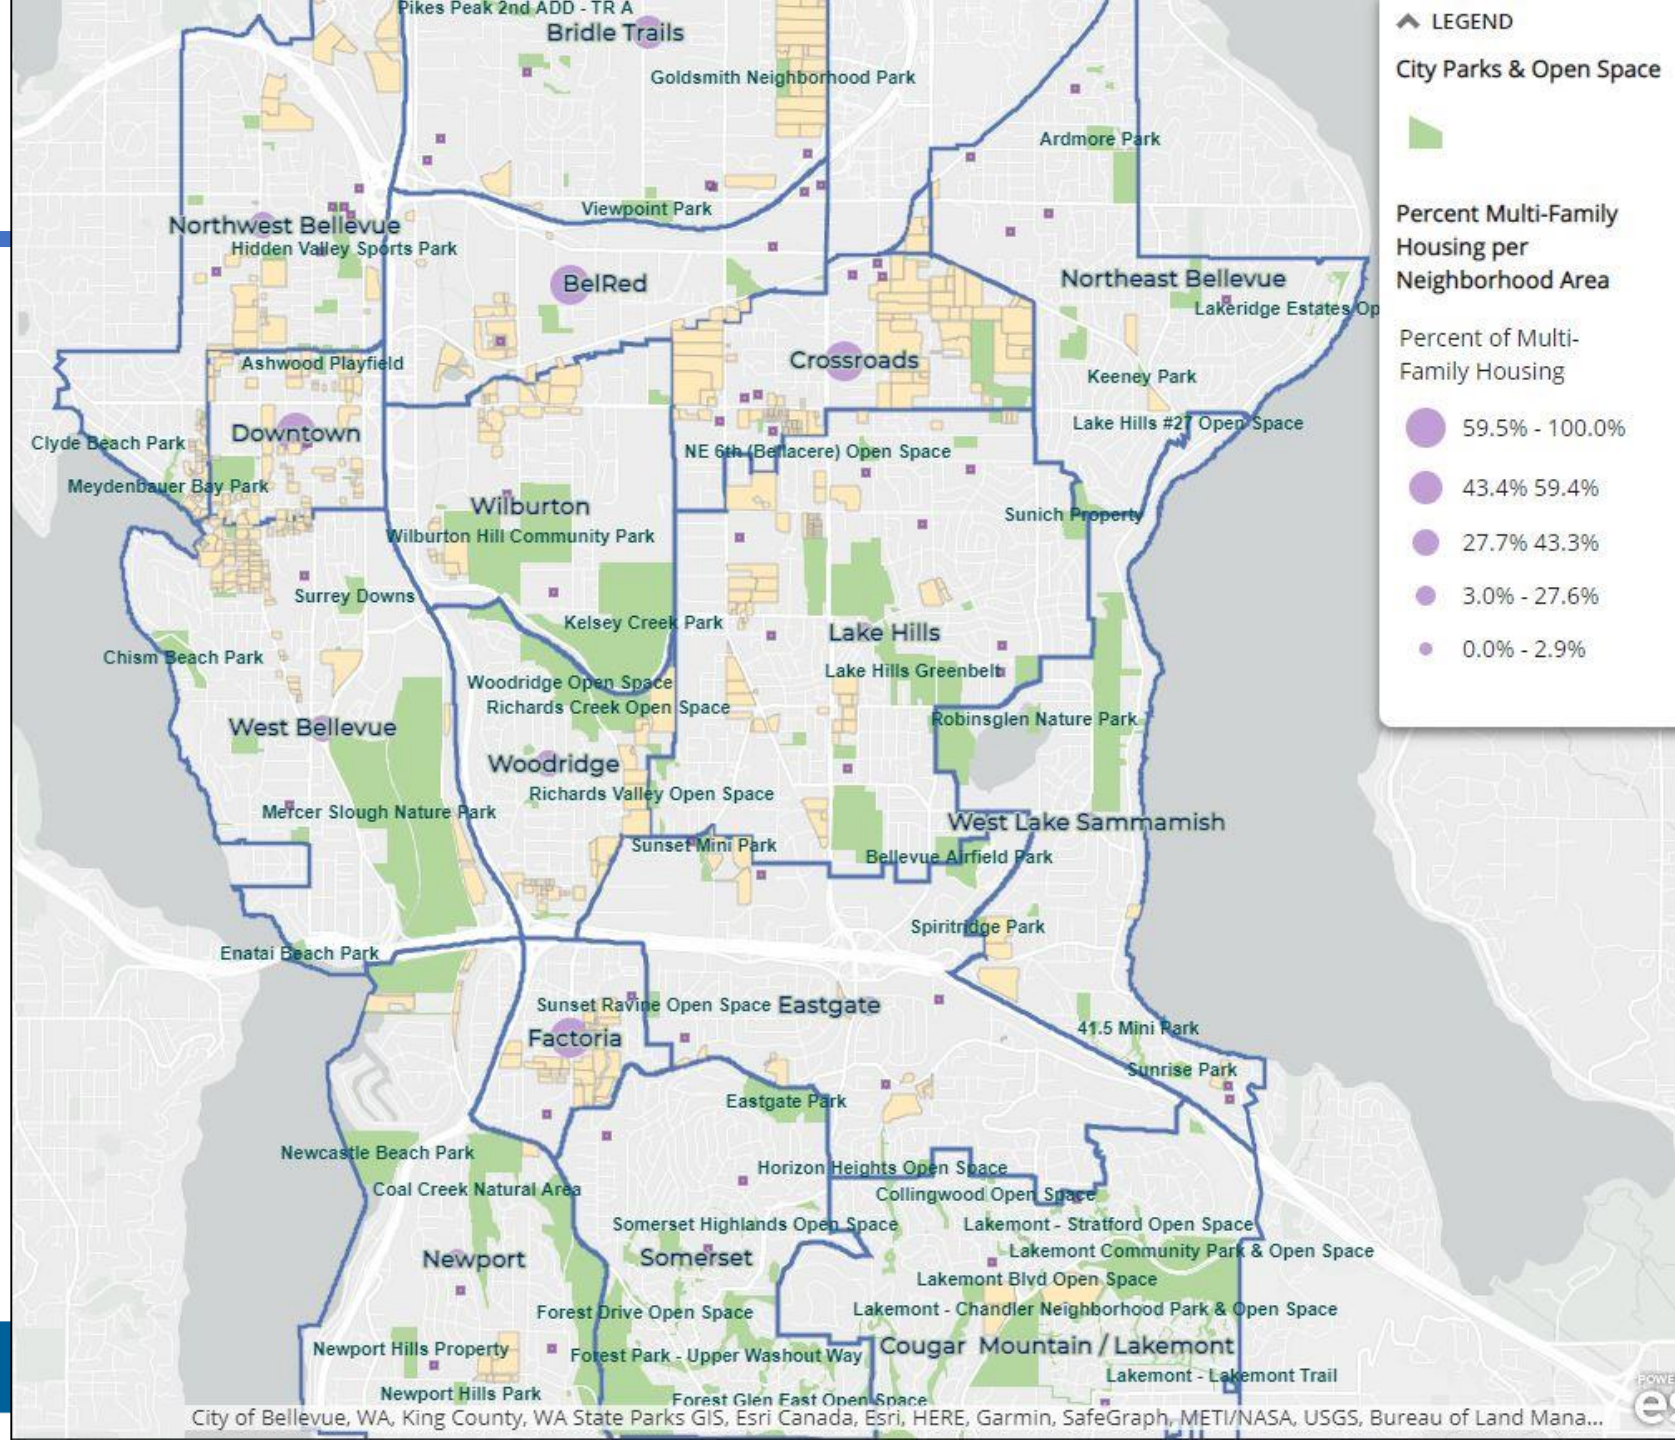 Pikes Peak 2nd ADD - TR A
Bridle Trails
Goldsmith Neighborhood Park
Ardmore Park
Viewpoint Park
Northwest Bellevue
Hidden Valley Sports Park
BelRed
Northeast Bellevue
Lakeridge Estates Op
Ashwood Playfield
Crossroads
Keeney Park
Downtown
Lake Hills #27 Open Space
Clyde Beach Park
NE 6th (Bellacere) Open Space
Meydenbauer Bay Park
Wilburton
Sunich Property
Wilburton Hill Community Park
Surrey Downs
Kelsey Creek Park
Lake Hills
Chism Beach Park
Lake Hills Greenbelt
Woodridge Open Space
Richards Creek Open Space
Robinsglen Nature Park
West Bellevue
Woodridge
Richards Valley Open Space
Mercer Slough Nature Park
West Lake Sammamish
Sunset Mini Park
Bellevue Airfield Park
Spiritridge Park
Enatai Beach Park
Sunset Ravine Open Space
Eastgate
41.5 Mini Park
Factoria
Sunrise Park
Eastgate Park
Newcastle Beach Park
Horizon Heights Open Space
Coal Creek Natural Area
Collingwood Open Space
Somerset Highlands Open Space
Lakemont - Stratford Open Space
Lakemont Community Park & Open Space
Newport
Somerset
Lakemont Blvd Open Space
Forest Drive Open Space
Lakemont - Chandler Neighborhood Park & Open Space
Newport Hills Property
Forest Park - Upper Washout Way
Cougar Mountain / Lakemont
Lakemont - Lakemont Trail
Newport Hills Park
Forest Glen East Open Space
City of Bellevue, WA, King County, WA State Parks GIS, Esri Canada, Esri, HERE, Garmin, SafeGraph, METI/NASA, USGS, Bureau of Land Mana...
POWE
es
LEGEND
City Parks & Open Space
Percent Multi-Family
Housing per
Neighborhood Area
Percent of Multi-
Family Housing
59.5% - 100.0%
43.4% 59.4%
27.7% 43.3%
3.0% - 27.6%
0.0% - 2.9%